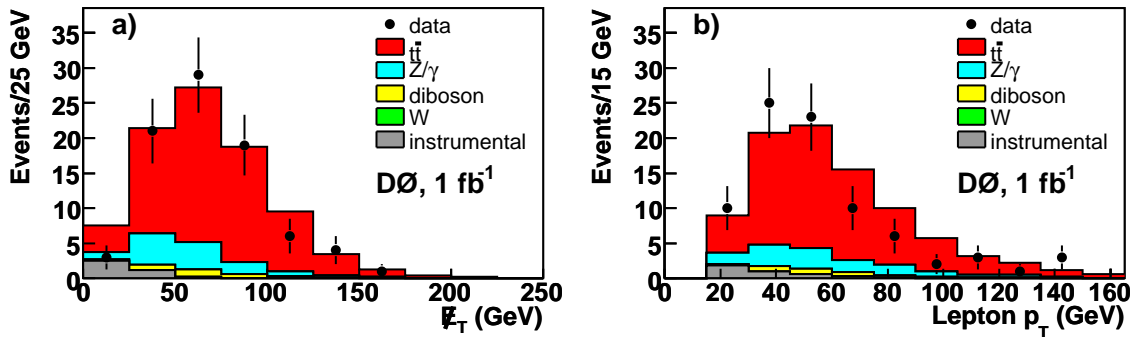 Events/25 GeV
35
30
25
20
15
10
5
0
a)
data
tt̄
Z/γ
diboson
W
instrumental
DØ, 1 fb⁻¹
0 50 100 150 200 250
E̸_T (GeV)
Events/15 GeV
35
30
25
20
15
10
5
0
b)
data
tt̄
Z/γ
diboson
W
instrumental
DØ, 1 fb⁻¹
20 40 60 80 100 120 140 160
Lepton p_T (GeV)